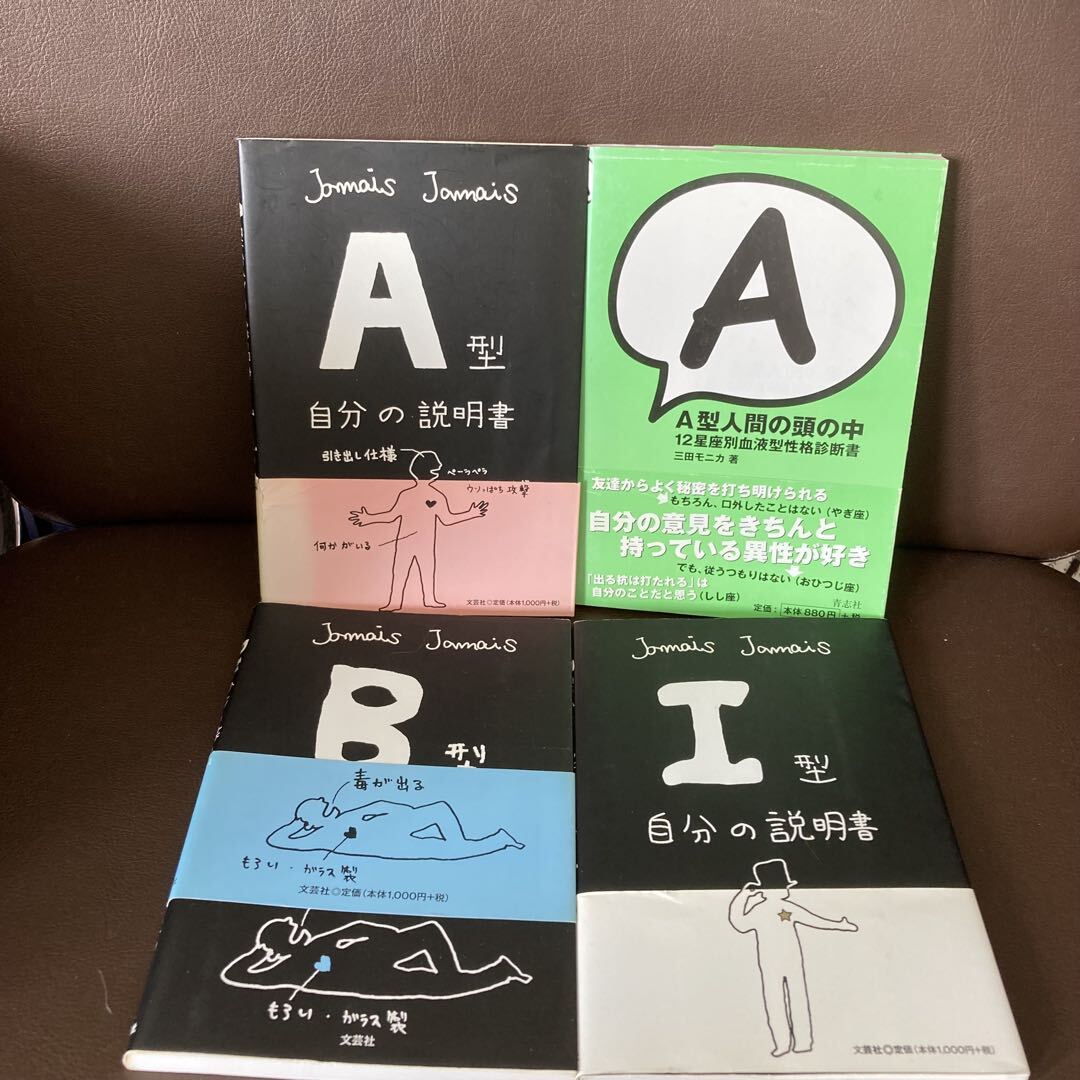 Jamais Jamais
A型
自分の説明書
引き出し仕様
ペーラペラ
ウソっぱち攻撃
何かがいる
文芸社◎定価(本体1,000円+税)
A
A型人間の頭の中
12星座別血液型性格診断書
三田モニカ 著
友達からよく秘密を打ち明けられる
もちろん、口外したことはない(やぎ座)
自分の意見をきちんと
持っている異性が好き
でも、従うつもりはない(おひつじ座)
「出る杭は打たれる」は
自分のことだと思う(しし座)
青志社
定価:本体880円+税
Jamais Jamais
B型
毒が出る
もろい・ガラス製
文芸社◎定価(本体1,000円+税)
もろい・ガラス製
文芸社
Jamais Jamais
I型
自分の説明書
文芸社◎定価(本体1,000円+税)